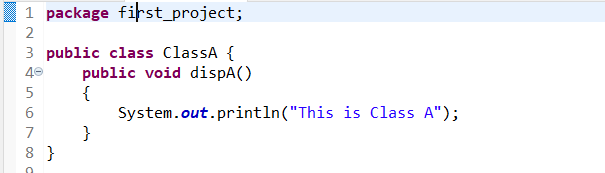 1 package first_project;
2
3 public class ClassA {
4 public void dispA()
5 {
6 System.out.println("This is Class A");
7 }
8 }